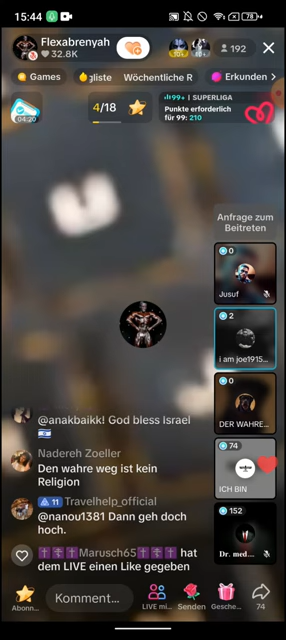 15:44
78
Flexabrenyah
32.8K
192
Games
gliste
Wöchentliche R
Erkunden
04:20
4/18
99+ | SUPERLIGA
Punkte erforderlich
für 99: 210
Anfrage zum
Beitreten
0
Jusuf
2
i am joe1915...
0
DER WAHRE...
74
ICH BIN
152
Dr. med...
@anakbaikk! God bless Israel
🇮🇱
Nadereh Zoeller
Den wahre weg ist kein
Religion
11 Travelhelp_official
@nanou1381 Dann geh doch
hoch.
Marusch65 hat
dem LIVE einen Like gegeben
Abonn...
Komment...
LIVE mi...
Senden
Gesche...
74